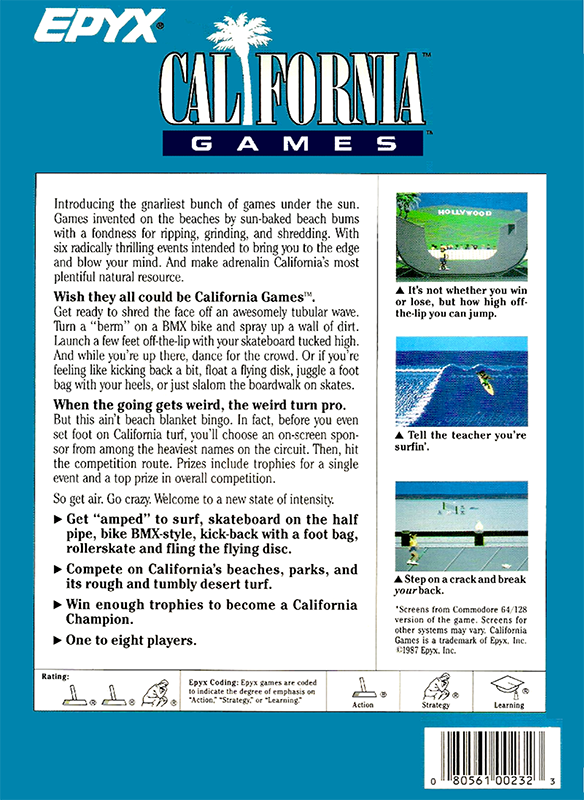 EPYX®
CALIFORNIA™
GAMES™
Introducing the gnarliest bunch of games under the sun.
Games invented on the beaches by sun-baked beach bums
with a fondness for ripping, grinding, and shredding. With
six radically thrilling events intended to bring you to the edge
and blow your mind. And make adrenalin California's most
plentiful natural resource.
Wish they all could be California Games™.
Get ready to shred the face off an awesomely tubular wave.
Turn a "berm" on a BMX bike and spray up a wall of dirt.
Launch a few feet off-the-lip with your skateboard tucked high.
And while you're up there, dance for the crowd. Or if you're
feeling like kicking back a bit, float a flying disk, juggle a foot
bag with your heels, or just slalom the boardwalk on skates.
When the going gets weird, the weird turn pro.
But this ain't beach blanket bingo. In fact, before you even
set foot on California turf, you'll choose an on-screen spon-
sor from among the heaviest names on the circuit. Then, hit
the competition route. Prizes include trophies for a single
event and a top prize in overall competition.
So get air. Go crazy. Welcome to a new state of intensity.
▶ Get "amped" to surf, skateboard on the half
pipe, bike BMX-style, kick-back with a foot bag,
rollerskate and fling the flying disc.
▶ Compete on California's beaches, parks, and
its rough and tumbly desert turf.
▶ Win enough trophies to become a California
Champion.
▶ One to eight players.
HOLLYWOOD
▲ It's not whether you win
or lose, but how high off-
the-lip you can jump.
▲ Tell the teacher you're
surfin'.
▲ Step on a crack and break
your back.
*Screens from Commodore 64/128
version of the game. Screens for
other systems may vary. California
Games is a trademark of Epyx, Inc.
©1987 Epyx, Inc.
Rating:
® ® ®
Epyx Coding: Epyx games are coded
to indicate the degree of emphasis on
"Action," "Strategy," or "Learning."
®
Action
®
Strategy
®
Learning
0 80561 00232 3